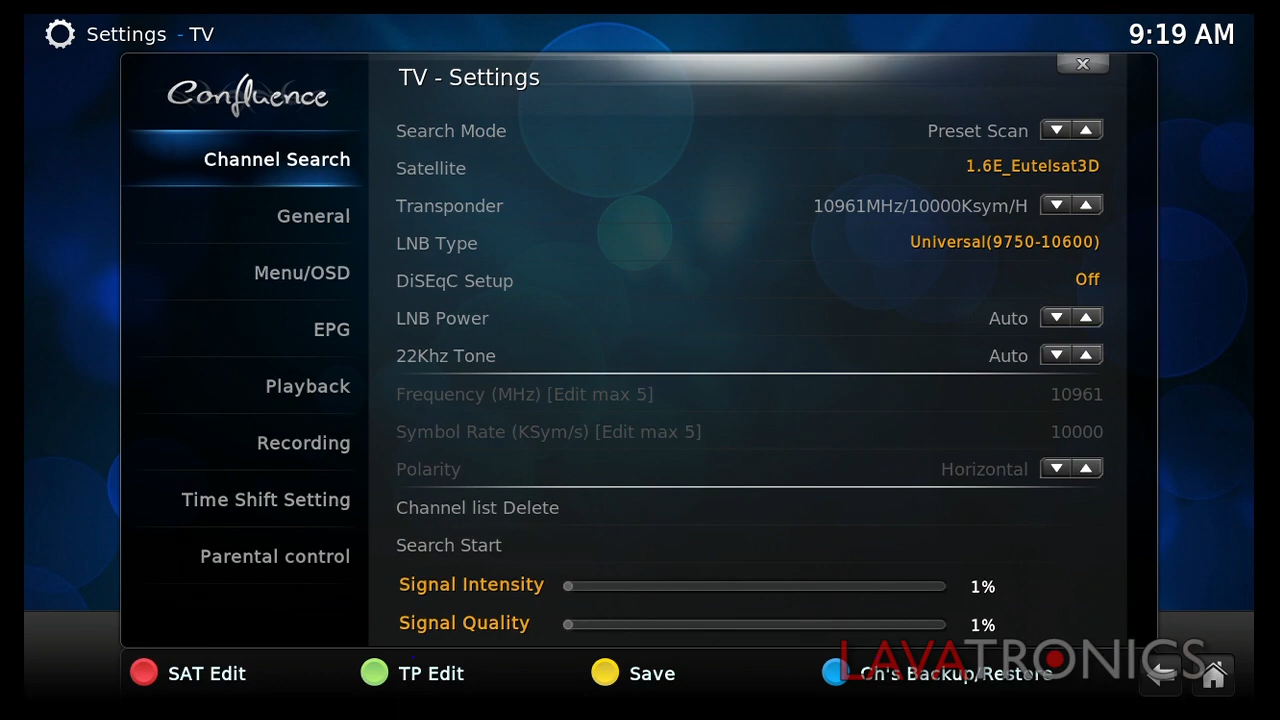 Settings - TV
9:19 AM
Confluence
TV - Settings
Channel Search
General
Menu/OSD
EPG
Playback
Recording
Time Shift Setting
Parental control
Search Mode Preset Scan
Satellite 1.6E_Eutelsat3D
Transponder 10961MHz/10000Ksym/H
LNB Type Universal(9750-10600)
DiSEqC Setup Off
LNB Power Auto
22Khz Tone Auto
Frequency (MHz) [Edit max 5] 10961
Symbol Rate (KSym/s) [Edit max 5] 10000
Polarity Horizontal
Channel list Delete
Search Start
Signal Intensity 1%
Signal Quality 1%
SAT Edit TP Edit Save Ch's Backup/Restore
LAVATRONICS